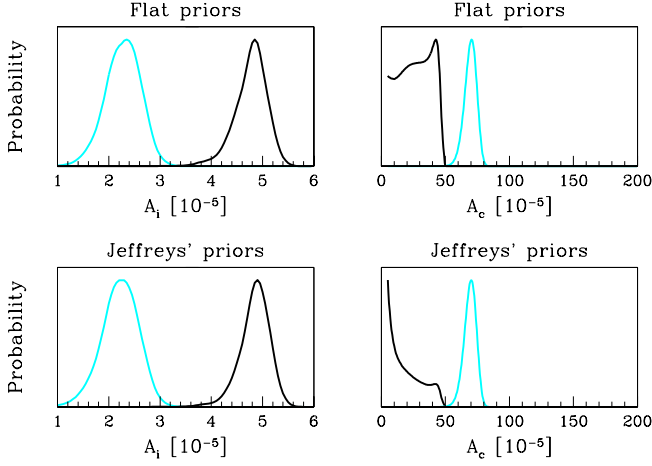 Flat priors
Flat priors
Probability
1 2 3 4 5 6
0 50 100 150 200
A_i [10^-5]
A_c [10^-5]
Jeffreys' priors
Jeffreys' priors
Probability
1 2 3 4 5 6
0 50 100 150 200
A_i [10^-5]
A_c [10^-5]